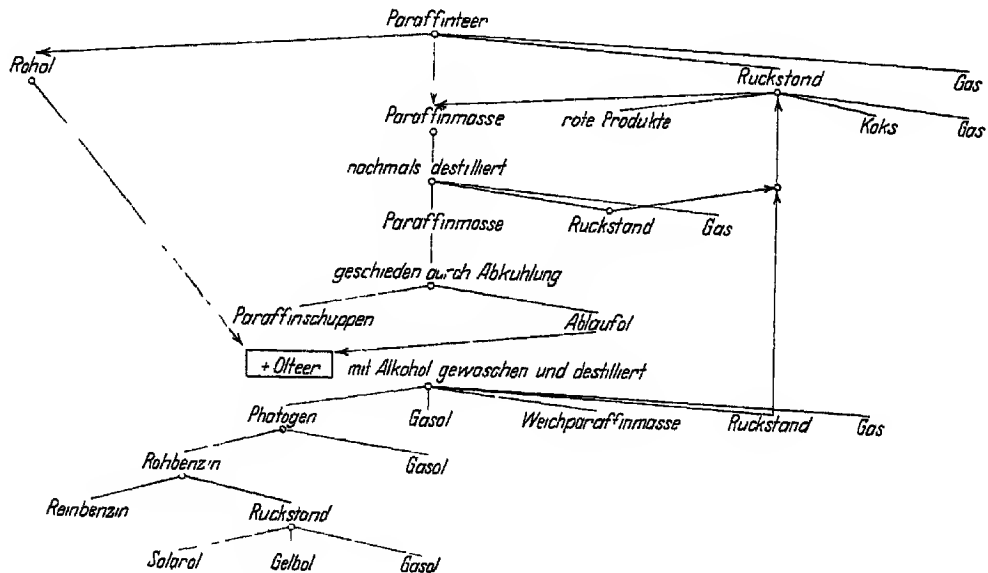 Paraffinteer
Rohol
Ruckstand
Gas
Paraffinmasse
rote Produkte
Koks
Gas
nochmals destilliert
Paraffinmasse
Ruckstand
Gas
geschieden durch Abkuhlung
Paraffinschuppen
Ablaufol
+ Olteer
mit Alkohol gewaschen und destilliert
Photogen
Gasol
Weichparaffinmasse
Ruckstand
Gas
Rohbenzin
Gasol
Reinbenzin
Ruckstand
Solarol
Gelbol
Gasol